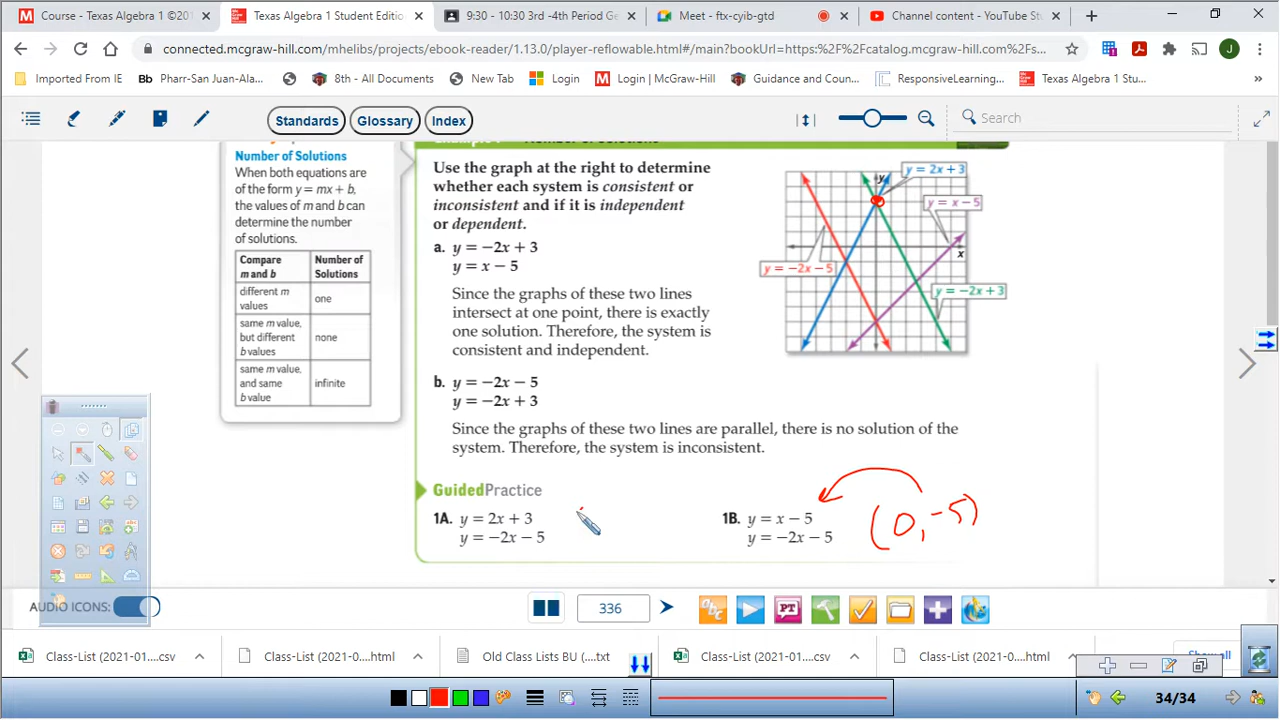 Course - Texas Algebra 1 ©201
Texas Algebra 1 Student Editio
9:30 - 10:30 3rd -4th Period Ge
Meet - ftx-cyib-gtd
Channel content - YouTube St
connected.mcgraw-hill.com/mhelibs/projects/ebook-reader/1.13.0/player-reflowable.html#/main?bookUrl=https:%2F%2Fcatalog.mcgraw-hill.com%2Fs...
J
Imported From IE
Bb Pharr-San Juan-Ala...
8th - All Documents
New Tab
Login
Login | McGraw-Hill
Guidance and Coun...
ResponsiveLearning...
Texas Algebra 1 Stu...
»
Standards
Glossary
Index
Search
Number of Solutions
When both equations are
of the form y = mx + b,
the values of m and b can
determine the number
of solutions.
Compare m and b
Number of Solutions
different m values
one
same m value, but different b values
none
same m value, and same b value
infinite
Use the graph at the right to determine
whether each system is consistent or
inconsistent and if it is independent
or dependent.
a. y = −2x + 3
y = x − 5
Since the graphs of these two lines
intersect at one point, there is exactly
one solution. Therefore, the system is
consistent and independent.
y
y = 2x + 3
y = x − 5
x
y = −2x − 5
y = −2x + 3
b. y = −2x − 5
y = −2x + 3
Since the graphs of these two lines are parallel, there is no solution of the
system. Therefore, the system is inconsistent.
GuidedPractice
1A. y = 2x + 3
y = −2x − 5
1B. y = x − 5
y = −2x − 5
(0, -5)
AUDIO ICONS:
336
abc
PT
Class-List (2021-01....csv
Class-List (2021-0....html
Old Class Lists BU (....txt
Class-List (2021-01....csv
Class-List (2021-0....html
Show all
34/34